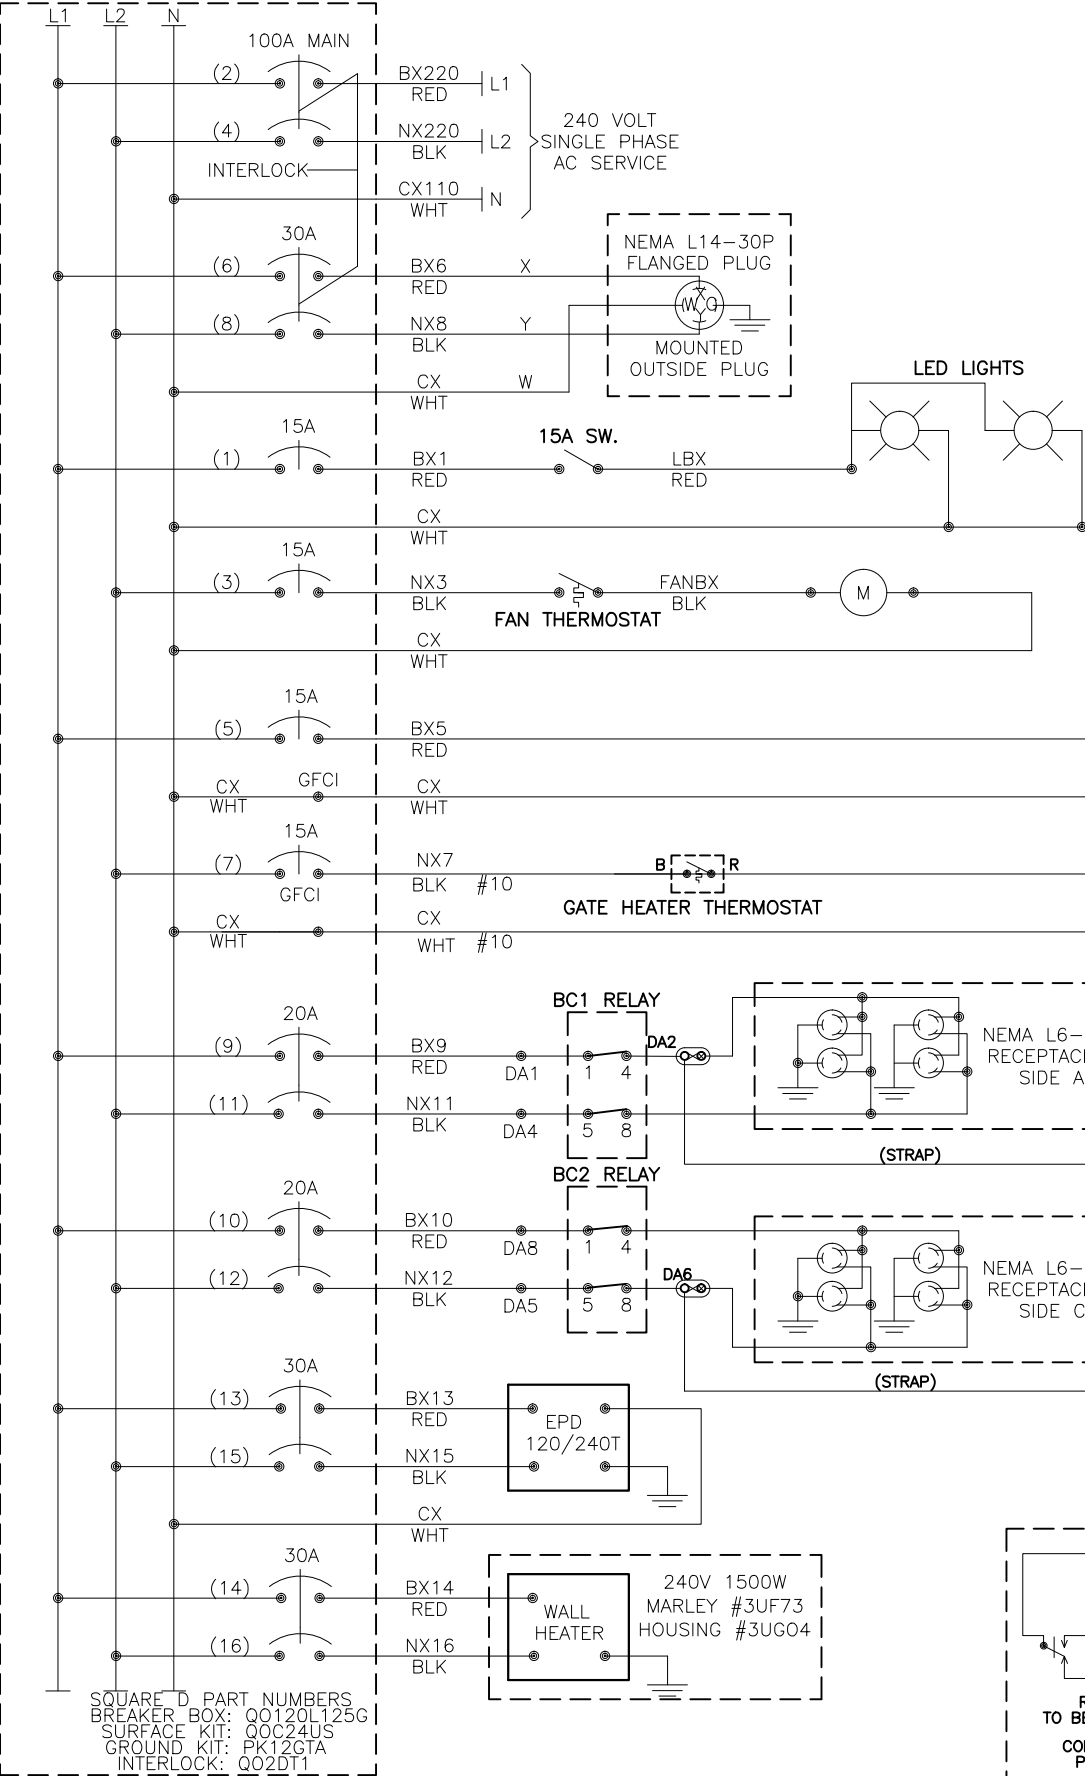 L1 L2 N
100A MAIN
(2) BX220 L1
RED
(4) NX220 L2
BLK
240 VOLT
SINGLE PHASE
AC SERVICE
INTERLOCK
CX110 N
WHT
30A
(6) BX6 X
RED
(8) NX8 Y
BLK
CX W
WHT
NEMA L14-30P
FLANGED PLUG
W G
X
Y
MOUNTED
OUTSIDE PLUG
LED LIGHTS
15A
15A SW.
(1) BX1 LBX
RED RED
CX
WHT
15A
(3) NX3 FANBX M
BLK BLK
FAN THERMOSTAT
CX
WHT
15A
(5) BX5
RED
GFCI
CX CX
WHT WHT
15A
(7) NX7 B R
GFCI BLK #10
GATE HEATER THERMOSTAT
CX CX
WHT WHT #10
BC1 RELAY
20A
(9) BX9 DA2
RED DA1 1 4
(11) NX11
BLK DA4 5 8
NEMA L6-
RECEPTAC
SIDE A
(STRAP)
BC2 RELAY
20A
(10) BX10
RED DA8 1 4
(12) NX12 DA6
BLK DA5 5 8
NEMA L6-
RECEPTAC
SIDE C
(STRAP)
30A
(13) BX13
RED
EPD
120/240T
(15) NX15
BLK
CX
WHT
30A
(14) BX14
RED
WALL
HEATER
240V 1500W
MARLEY #3UF73
HOUSING #3UG04
(16) NX16
BLK
SQUARE D PART NUMBERS
BREAKER BOX: QO120L125G
SURFACE KIT: QOC24US
GROUND KIT: PK12GTA
INTERLOCK: QO2DT1
TO BE